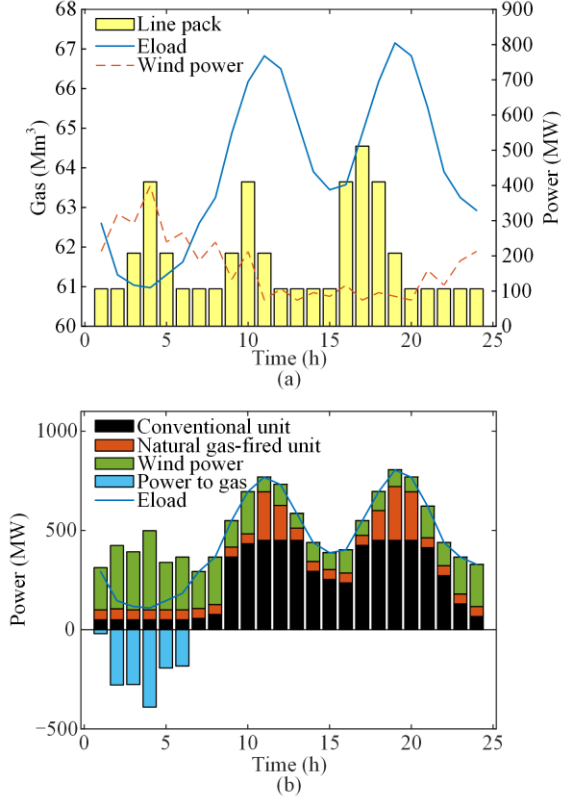 68
67
66
65
64
63
62
61
60
900
800
700
600
500
400
300
200
100
0
Line pack
Eload
Wind power
Gas (Mm³)
Power (MW)
0 5 10 15 20 25
Time (h)
(a)
1000
500
0
−500
Conventional unit
Natural gas-fired unit
Wind power
Power to gas
Eload
Power (MW)
0 5 10 15 20 25
Time (h)
(b)